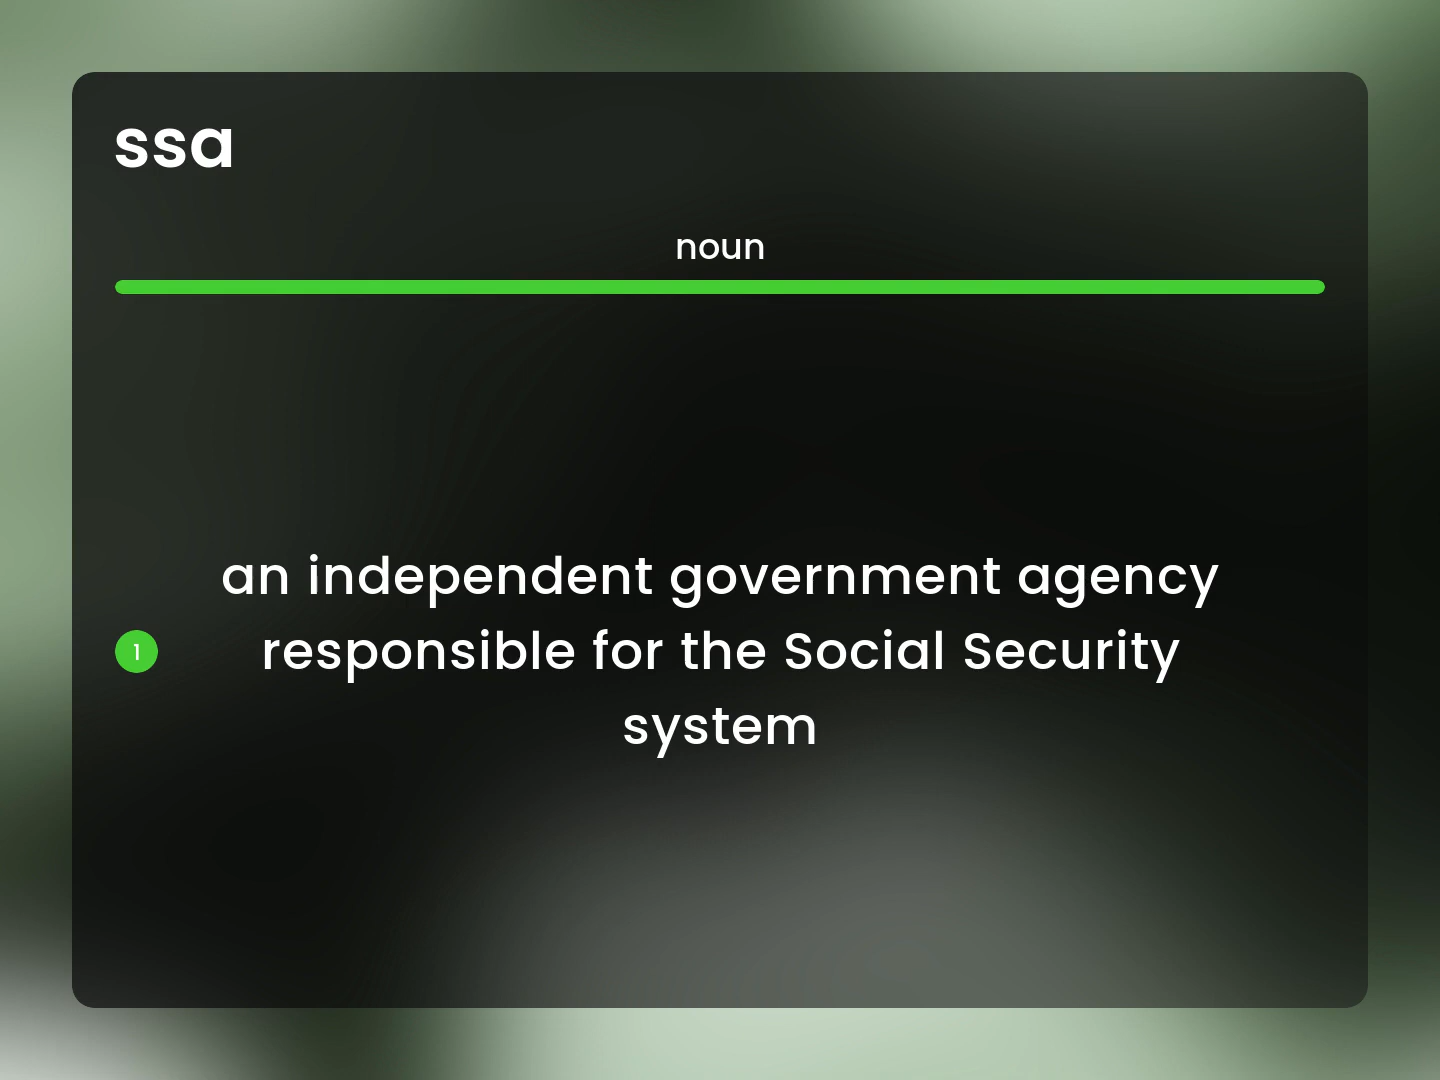 ssa
noun
an independent government agency
1 responsible for the Social Security
system